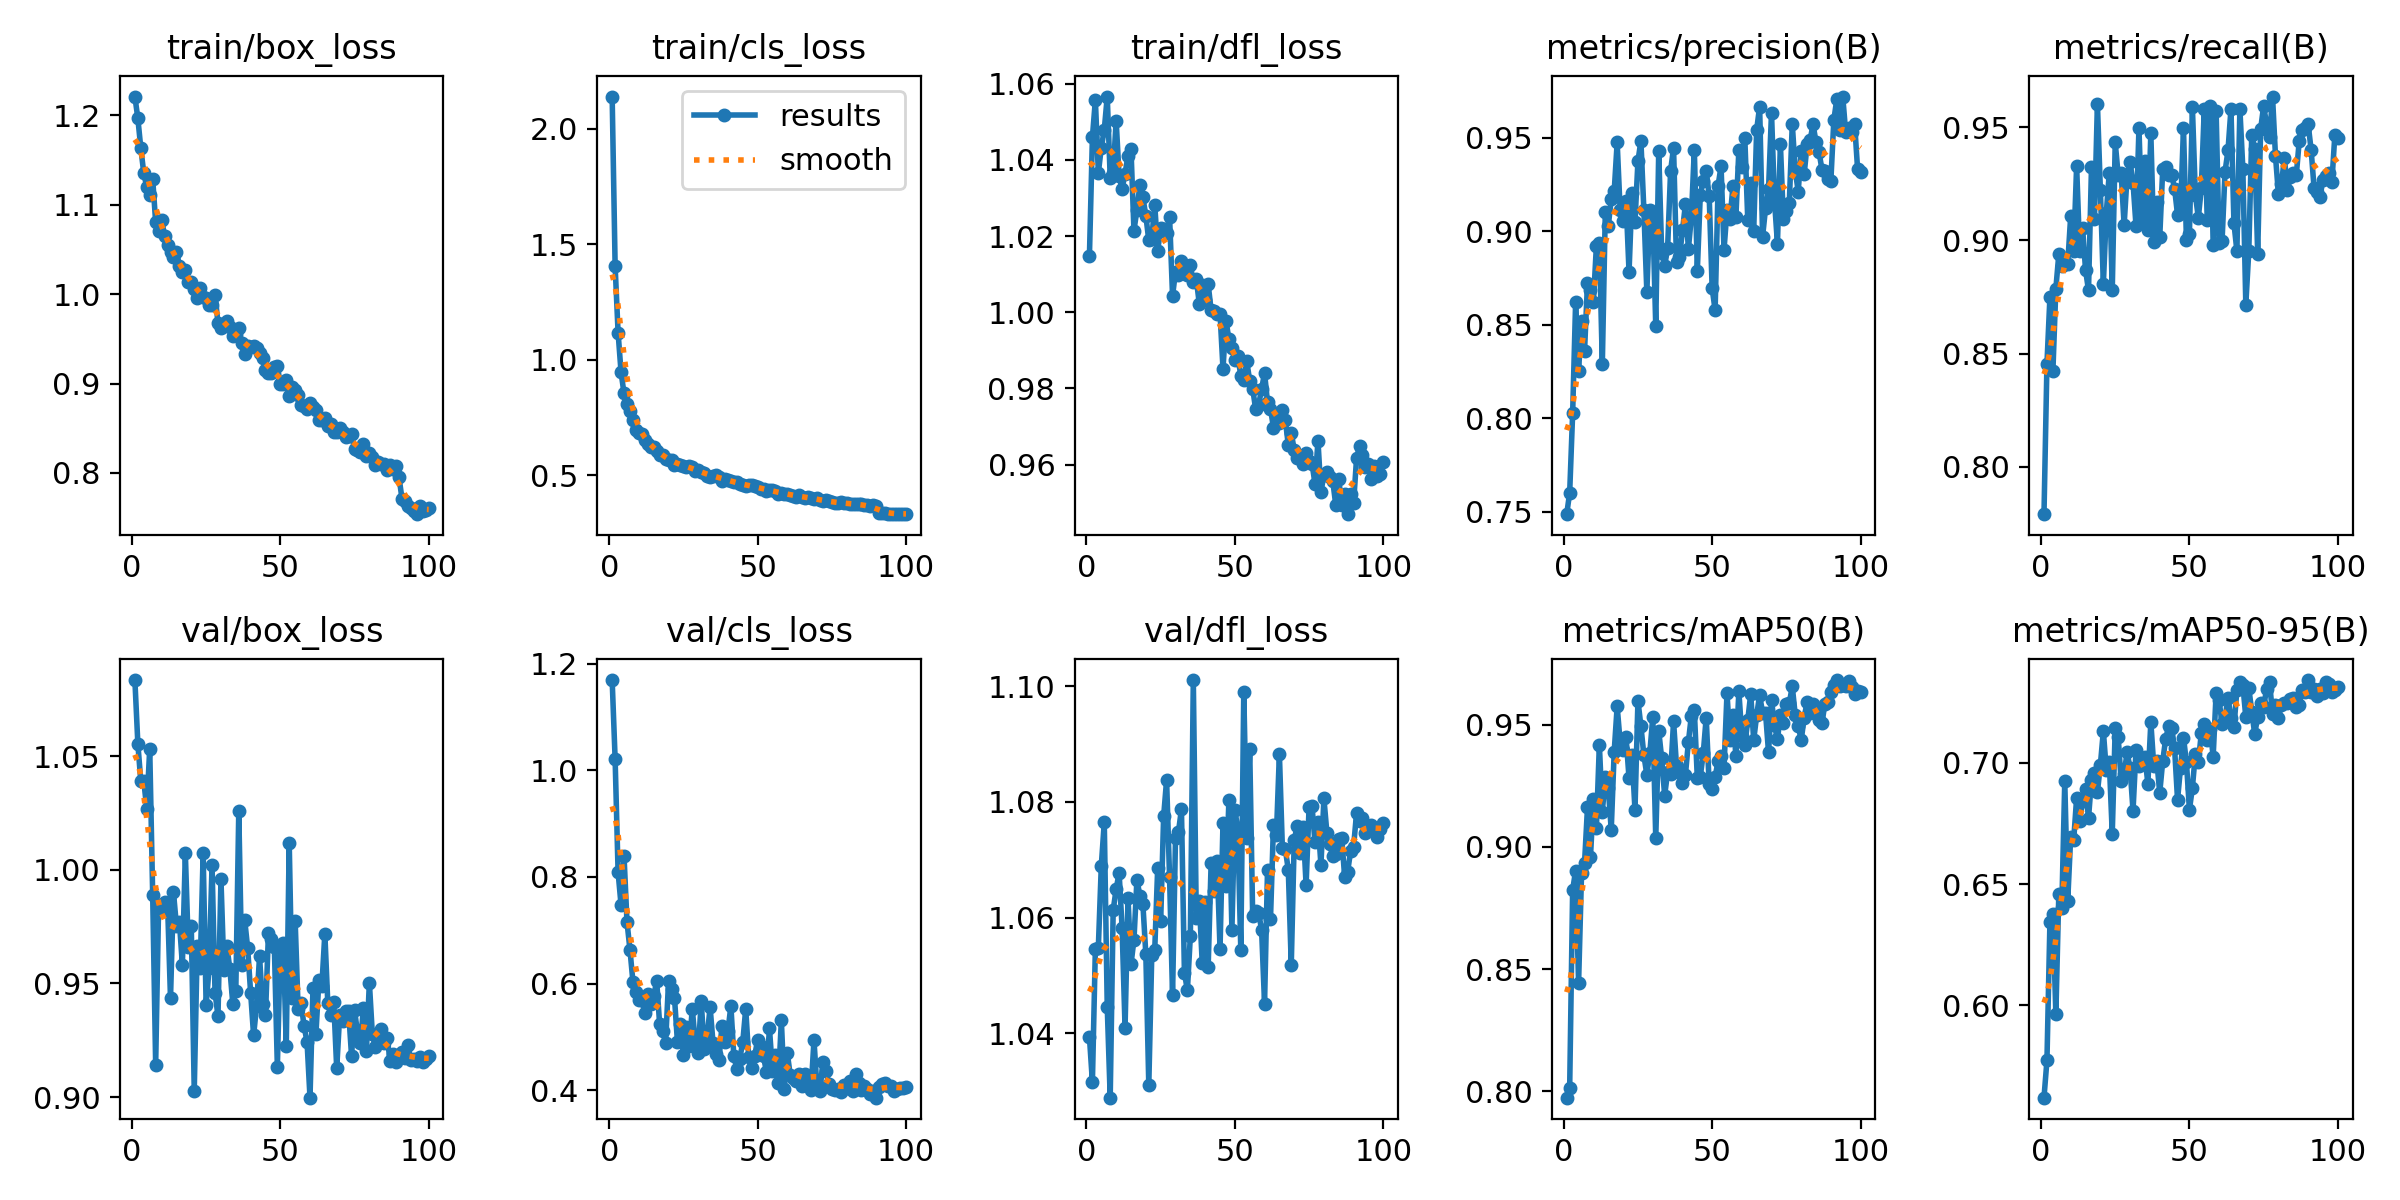 train/box_loss
1.2
1.1
1.0
0.9
0.8
0 50 100
train/cls_loss
results
smooth
2.0
1.5
1.0
0.5
0 50 100
train/dfl_loss
1.06
1.04
1.02
1.00
0.98
0.96
0 50 100
metrics/precision(B)
0.95
0.90
0.85
0.80
0.75
0 50 100
metrics/recall(B)
0.95
0.90
0.85
0.80
0 50 100
val/box_loss
1.05
1.00
0.95
0.90
0 50 100
val/cls_loss
1.2
1.0
0.8
0.6
0.4
0 50 100
val/dfl_loss
1.10
1.08
1.06
1.04
0 50 100
metrics/mAP50(B)
0.95
0.90
0.85
0.80
0 50 100
metrics/mAP50-95(B)
0.70
0.65
0.60
0 50 100